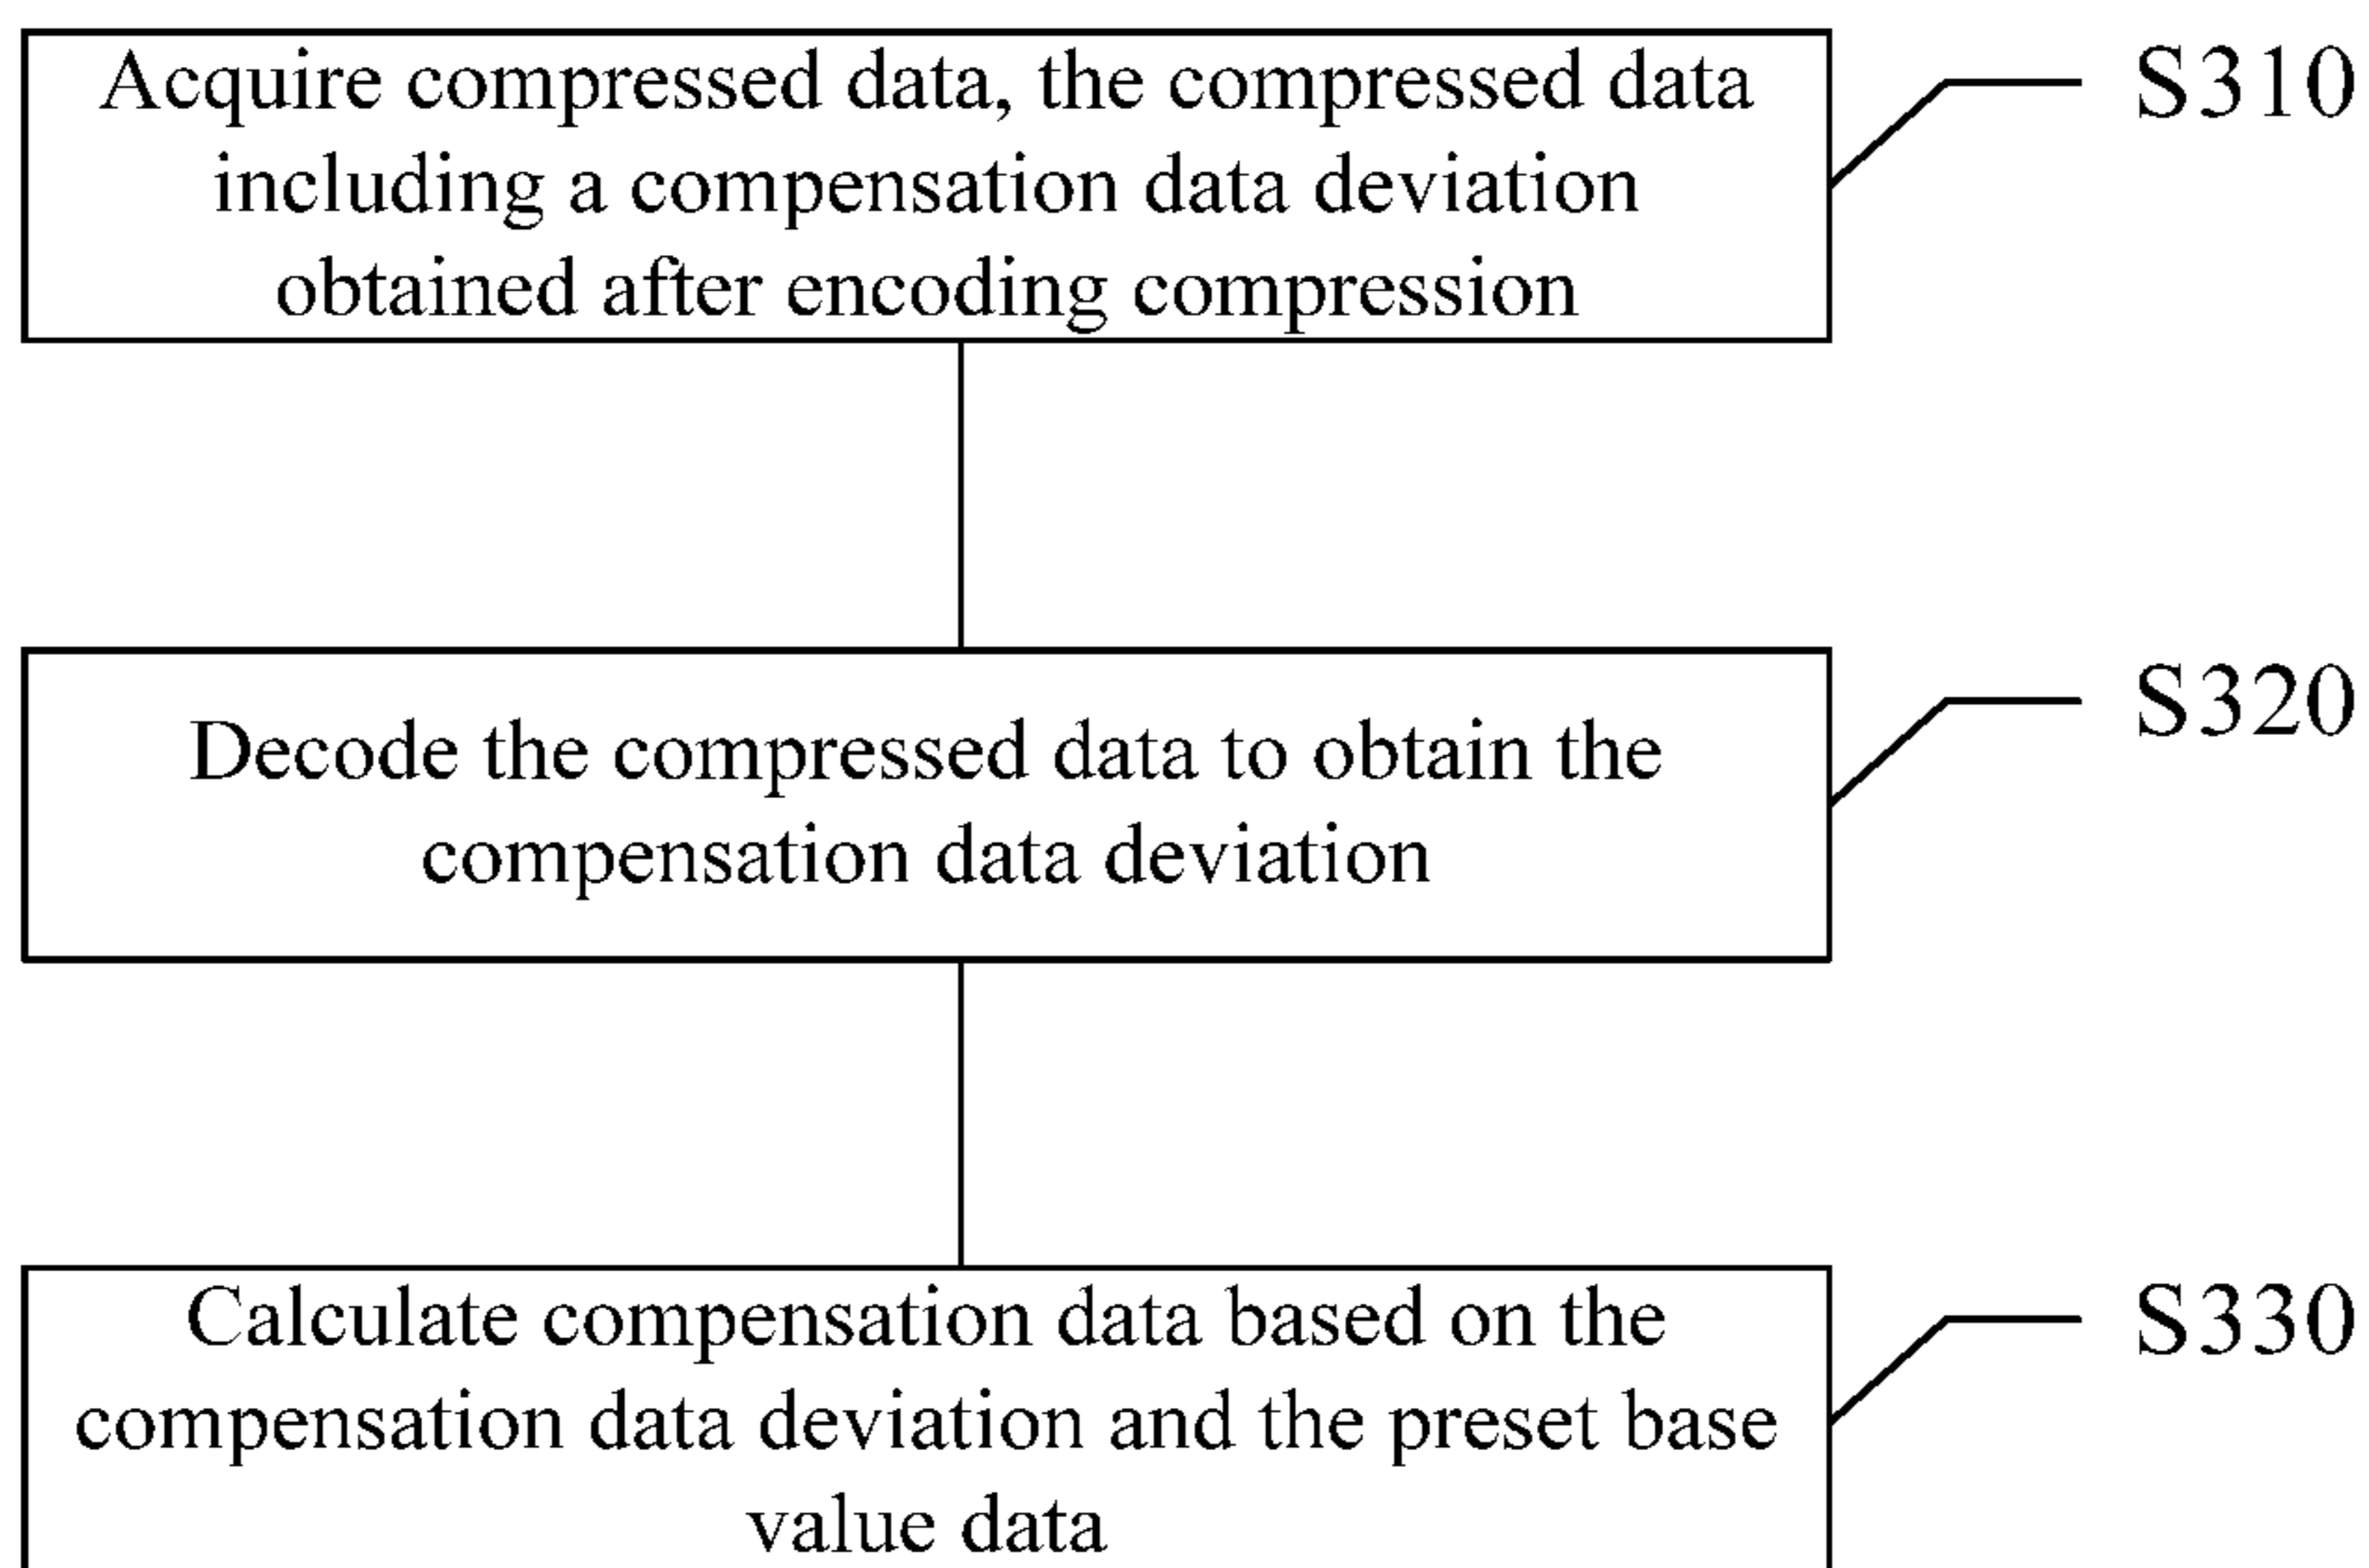 Acquire compressed data, the compressed data
including a compensation data deviation
obtained after encoding compression
S310
Decode the compressed data to obtain the
compensation data deviation
S320
Calculate compensation data based on the
compensation data deviation and the preset base
value data
S330